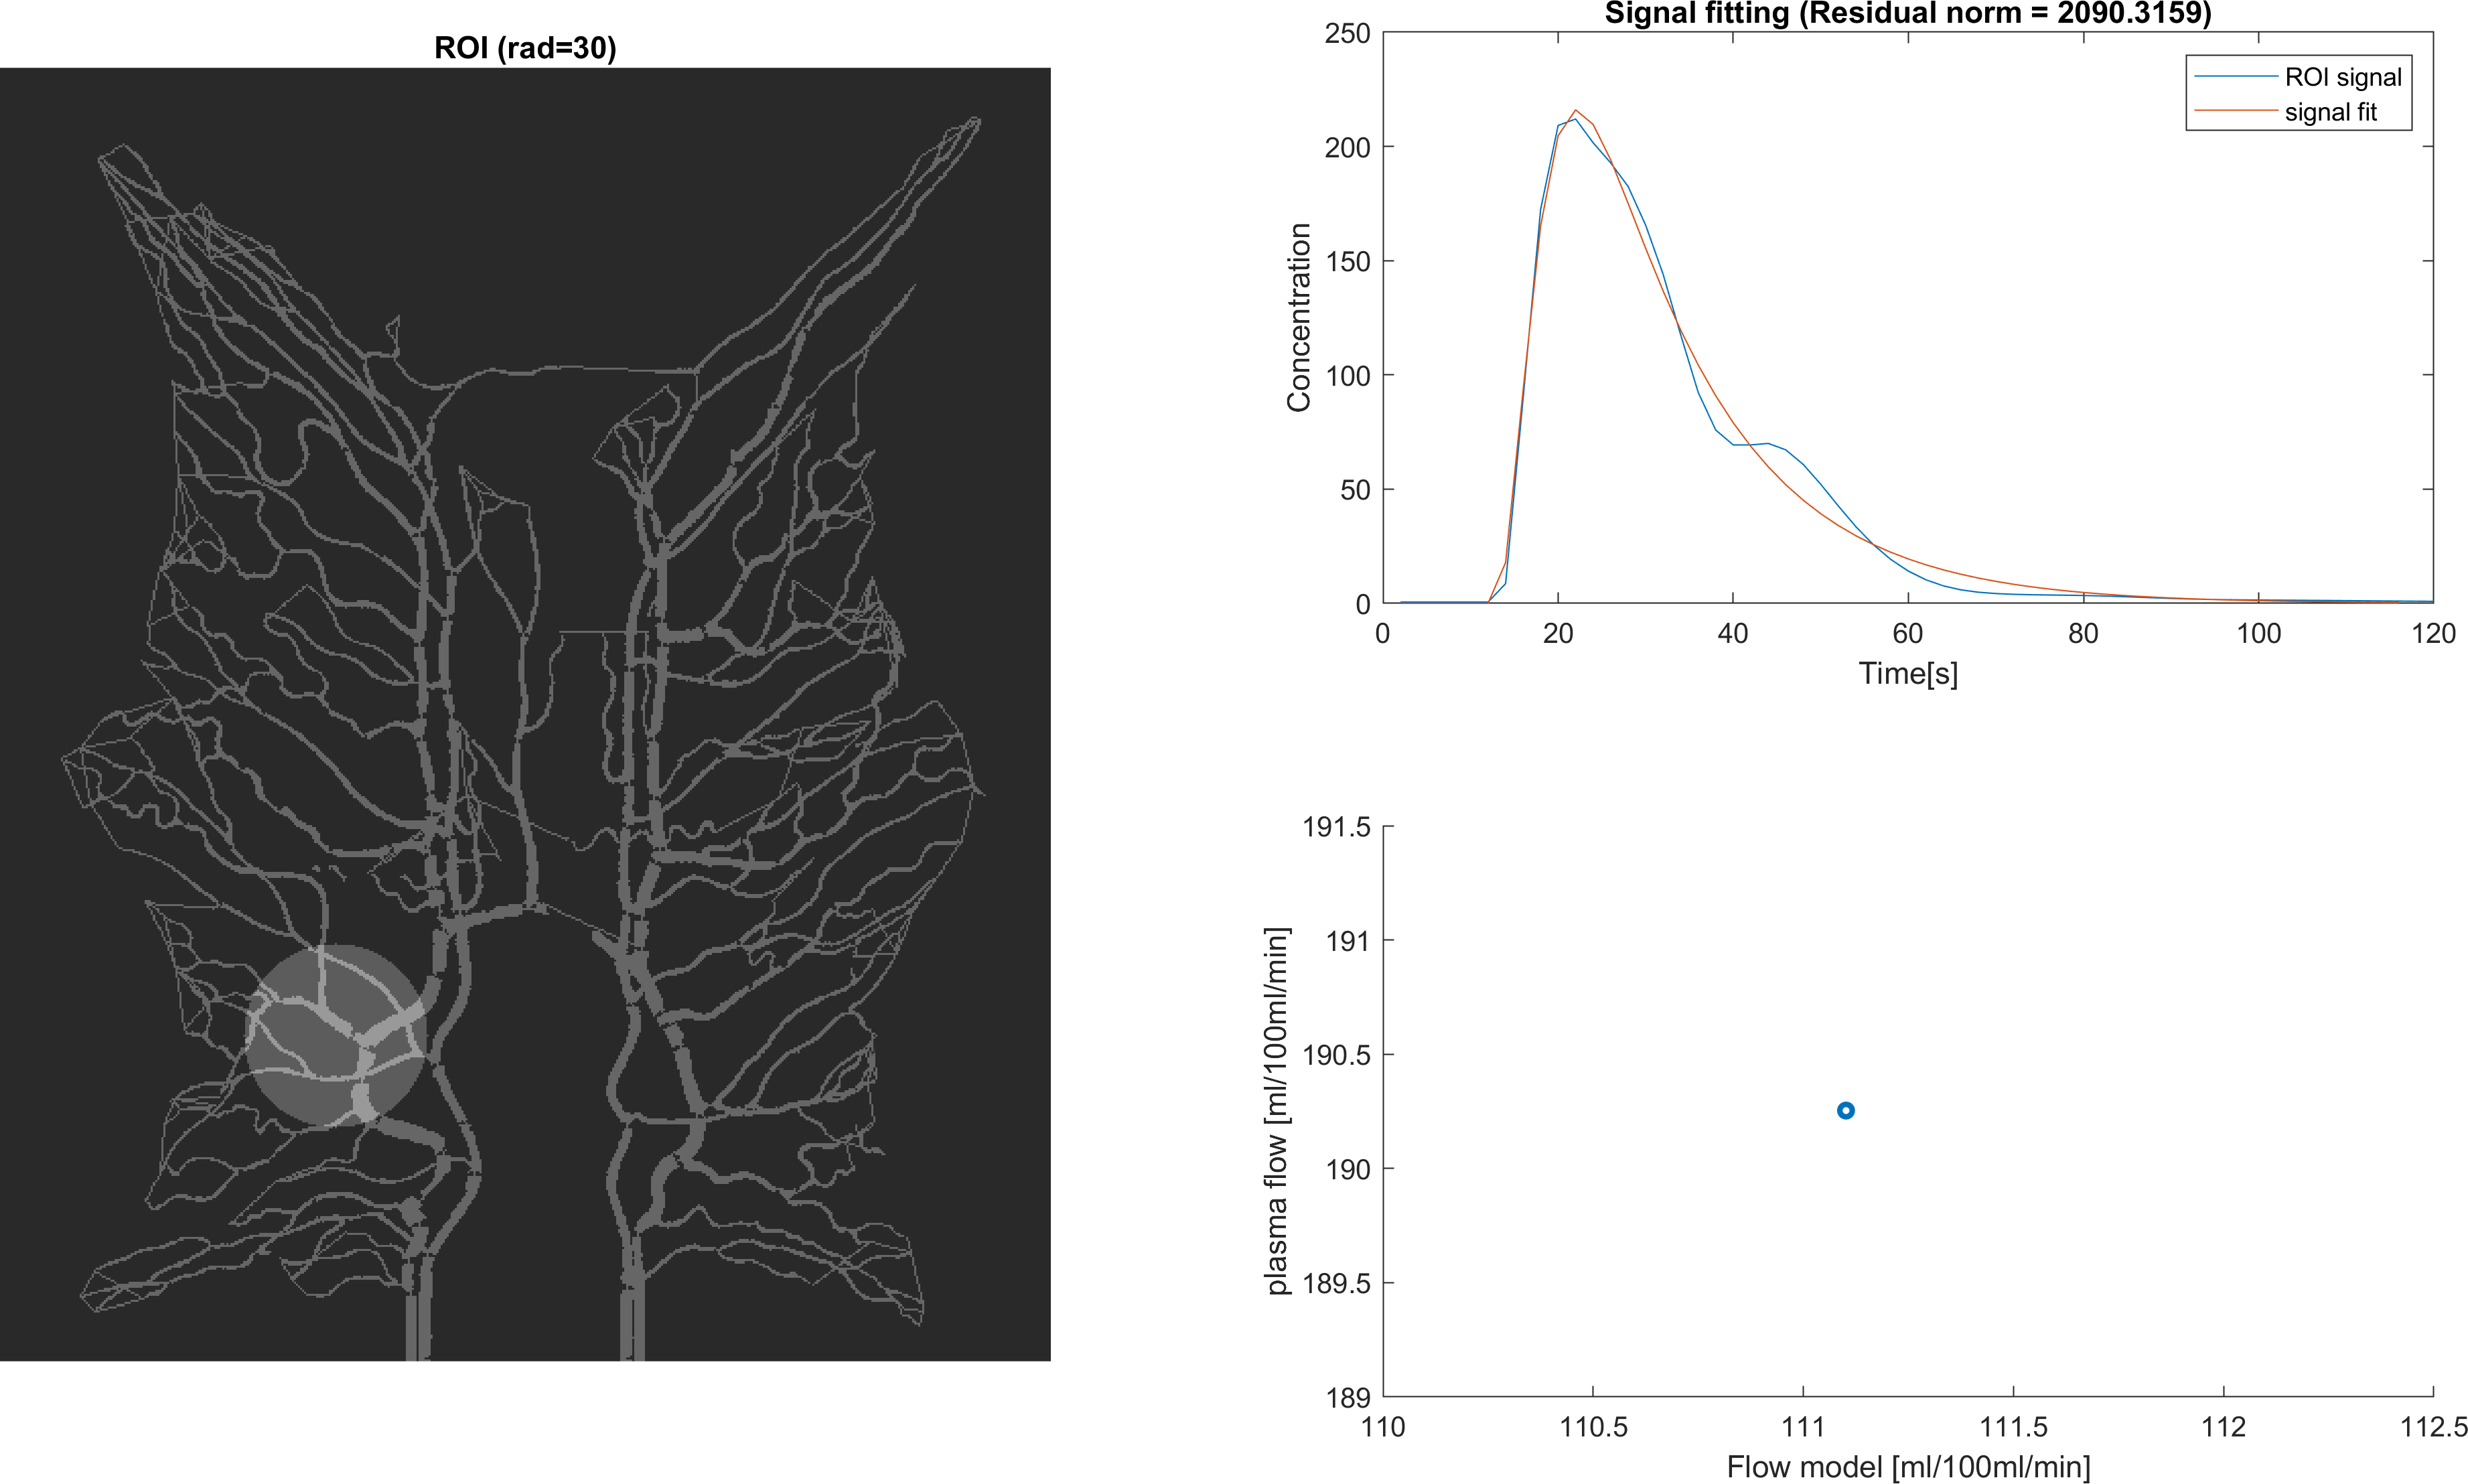 ROI (rad=30)
Signal fitting (Residual norm = 2090.3159)
250
200
150
100
50
0
Concentration
ROI signal
signal fit
0 20 40 60 80 100 120
Time[s]
191.5
191
190.5
190
189.5
189
plasma flow [ml/100ml/min]
110 110.5 111 111.5 112 112.5
Flow model [ml/100ml/min]